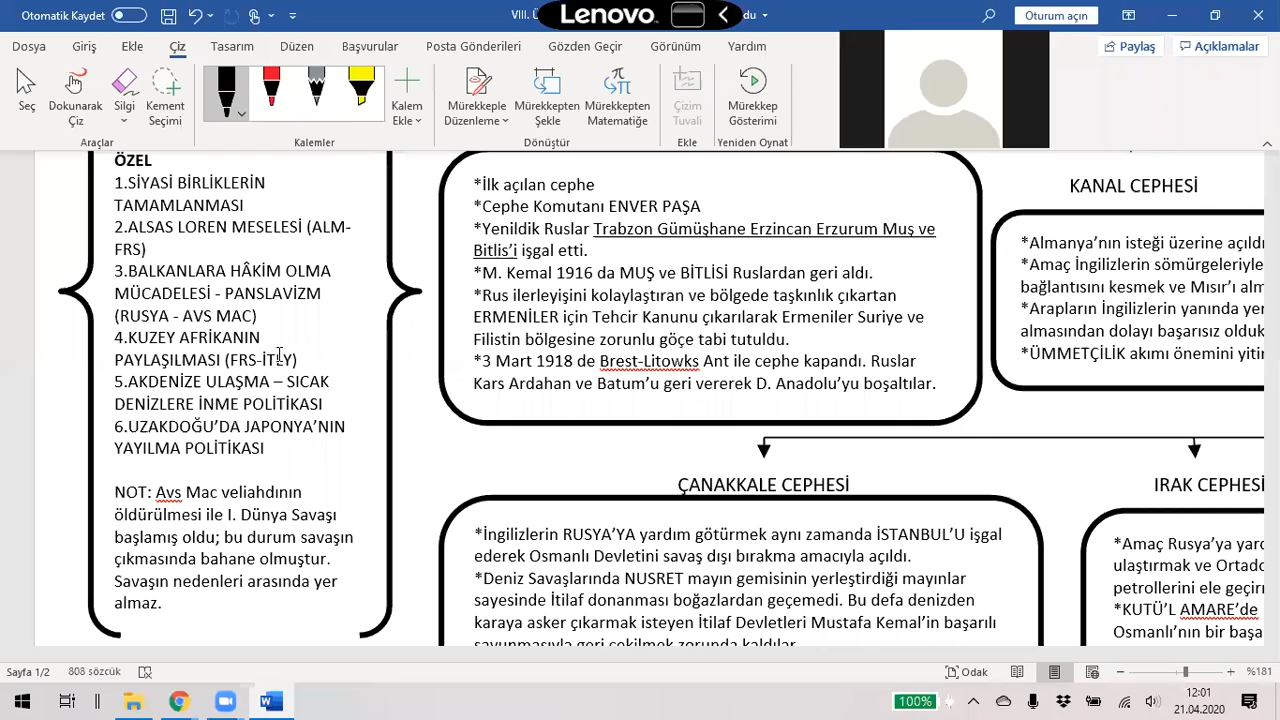 Otomatik Kaydet
VIII. Ü
Lenovo
du
Oturum açın
Dosya
Giriş
Ekle
Çiz
Tasarım
Düzen
Başvurular
Posta Gönderileri
Gözden Geçir
Görünüm
Yardım
Paylaş
Açıklamalar
Seç
Dokunarak Çiz
Silgi
Kement Seçimi
Kalem Ekle
Mürekkeple Düzenleme
Mürekkepten Şekle
Mürekkepten Matematiğe
Çizim Tuvali
Mürekkep Gösterimi
Araçlar
Kalemler
Dönüştür
Ekle
Yeniden Oynat
ÖZEL
1.SİYASİ BİRLİKLERİN
TAMAMLANMASI
2.ALSAS LOREN MESELESİ (ALM-
FRS)
3.BALKANLARA HÂKİM OLMA
MÜCADELESİ - PANSLAVİZM
(RUSYA - AVS MAC)
4.KUZEY AFRİKANIN
PAYLAŞILMASI (FRS-İTLY)
5.AKDENİZE ULAŞMA – SICAK
DENİZLERE İNME POLİTİKASI
6.UZAKDOĞU'DA JAPONYA'NIN
YAYILMA POLİTİKASI
NOT: Avs Mac veliahdının
öldürülmesi ile I. Dünya Savaşı
başlamış oldu; bu durum savaşın
çıkmasında bahane olmuştur.
Savaşın nedenleri arasında yer
almaz.
*İlk açılan cephe
*Cephe Komutanı ENVER PAŞA
*Yenildik Ruslar Trabzon Gümüşhane Erzincan Erzurum Muş ve
Bitlis'i işgal etti.
*M. Kemal 1916 da MUŞ ve BİTLİSİ Ruslardan geri aldı.
*Rus ilerleyişini kolaylaştıran ve bölgede taşkınlık çıkartan
ERMENİLER için Tehcir Kanunu çıkarılarak Ermeniler Suriye ve
Filistin bölgesine zorunlu göçe tabi tutuldu.
*3 Mart 1918 de Brest-Litowks Ant ile cephe kapandı. Ruslar
Kars Ardahan ve Batum'u geri vererek D. Anadolu'yu boşaltılar.
KANAL CEPHESİ
*Almanya'nın isteği üzerine açıldı
*Amaç İngilizlerin sömürgeleriyle
bağlantısını kesmek ve Mısır'ı alm
*Arapların İngilizlerin yanında yer
almasından dolayı başarısız olduk
*ÜMMETÇİLİK akımı önemini yitir
ÇANAKKALE CEPHESİ
*İngilizlerin RUSYA'YA yardım götürmek aynı zamanda İSTANBUL'U işgal
ederek Osmanlı Devletini savaş dışı bırakma amacıyla açıldı.
*Deniz Savaşlarında NUSRET mayın gemisinin yerleştirdiği mayınlar
sayesinde İtilaf donanması boğazlardan geçemedi. Bu defa denizden
karaya asker çıkarmak isteyen İtilaf Devletleri Mustafa Kemal'in başarılı
savunmasıyla geri çekilmek zorunda kaldılar.
IRAK CEPHESİ
*Amaç Rusya'ya yard
ulaştırmak ve Ortado
petrollerini ele geçir
*KUTÜ'L AMARE'de
Osmanlı'nın bir başa
Sayfa 1/2
808 sözcük
Odak
%181
100%
12:01
21.04.2020